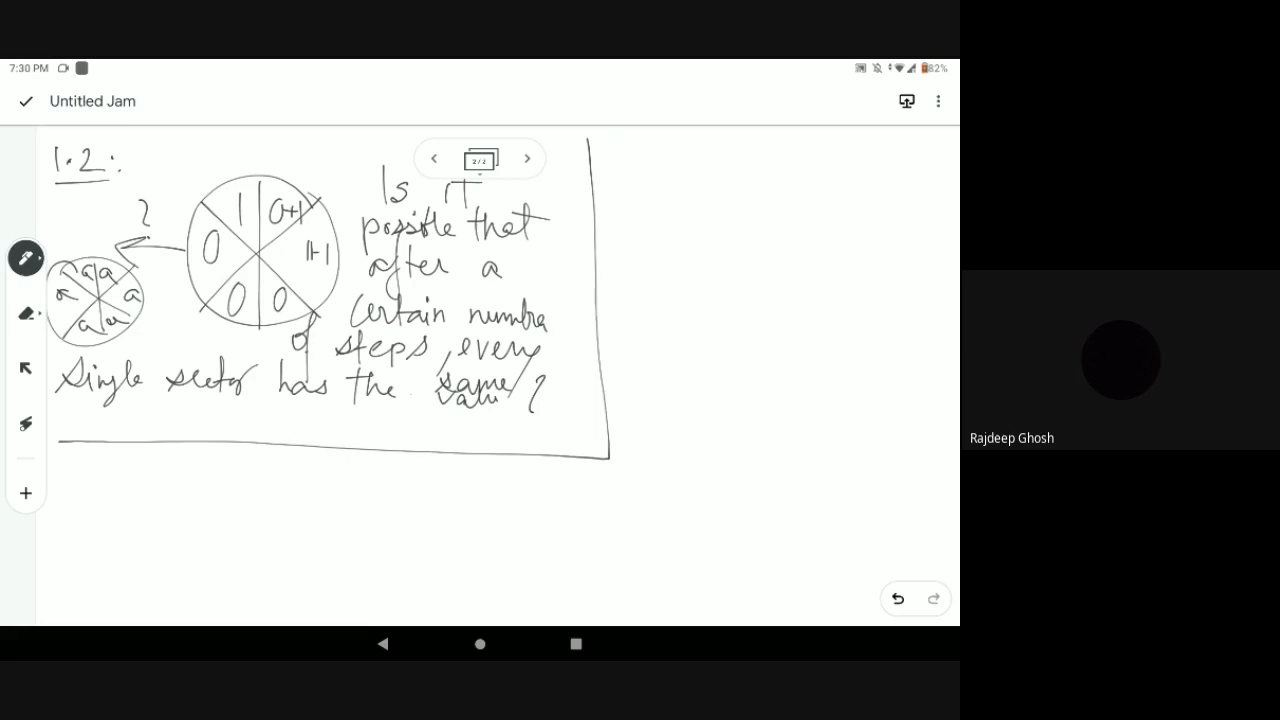 7:30 PM
82%
Untitled Jam
1.2:
2/2
Is it
possible that
after a
certain number
of steps, every
single sector has the same value?
?
1 0+1
0 1+1
0 0
a a
a a
a a
Rajdeep Ghosh